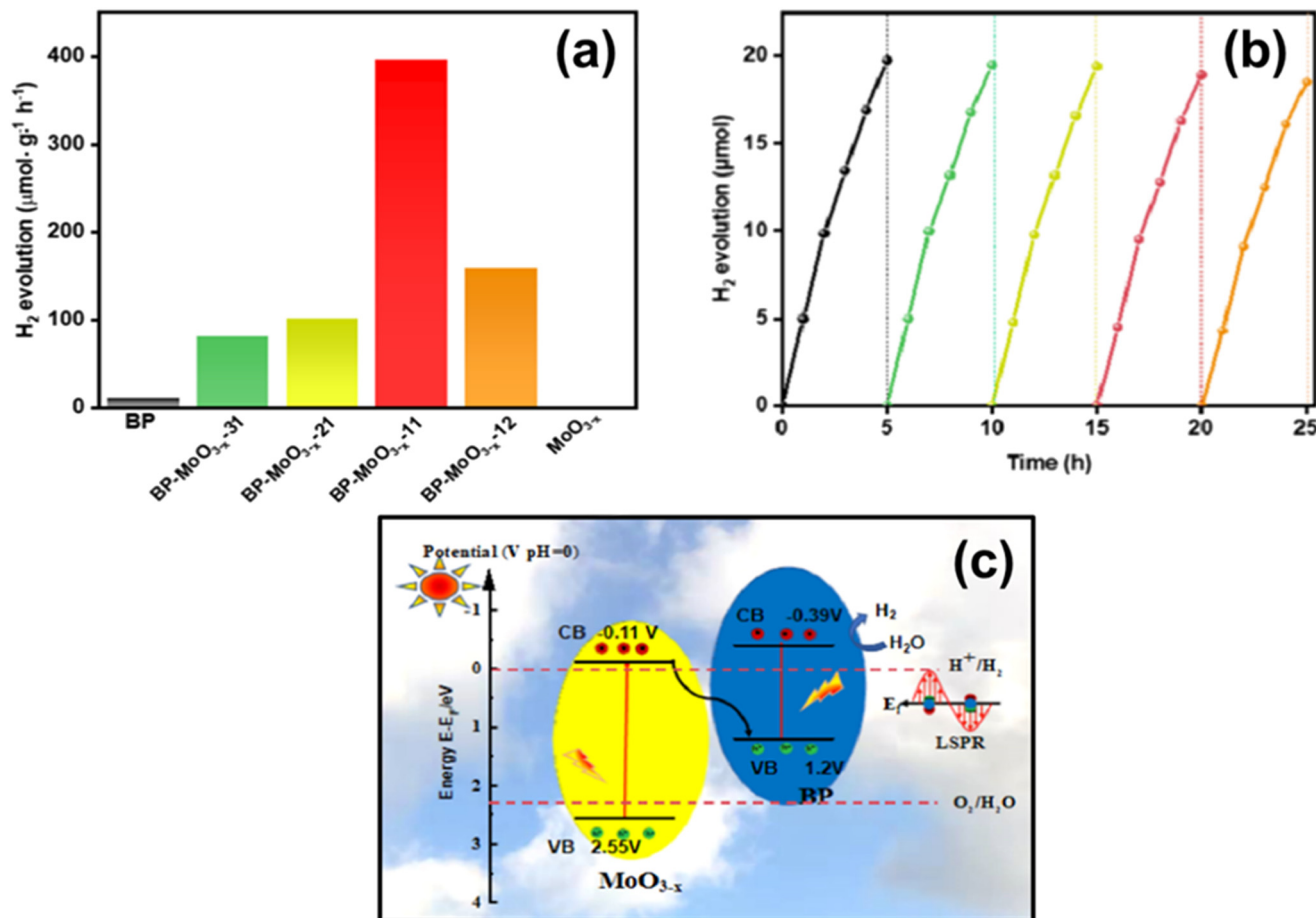 (a)
H₂ evolution (μmol· g⁻¹ h⁻¹)
400
300
200
100
0
BP
BP-MoO₃₋ₓ-31
BP-MoO₃₋ₓ-21
BP-MoO₃₋ₓ-11
BP-MoO₃₋ₓ-12
MoO₃₋ₓ
(b)
H₂ evolution (μmol)
20
15
10
5
0
0 5 10 15 20 25
Time (h)
(c)
Potential (V pH=0)
Energy E-E_f/eV
-1
0
1
2
3
4
CB -0.11 V
VB 2.55V
MoO₃₋ₓ
CB -0.39V
VB 1.2V
BP
H₂
H₂O
H⁺/H₂
E_f
LSPR
O₂/H₂O